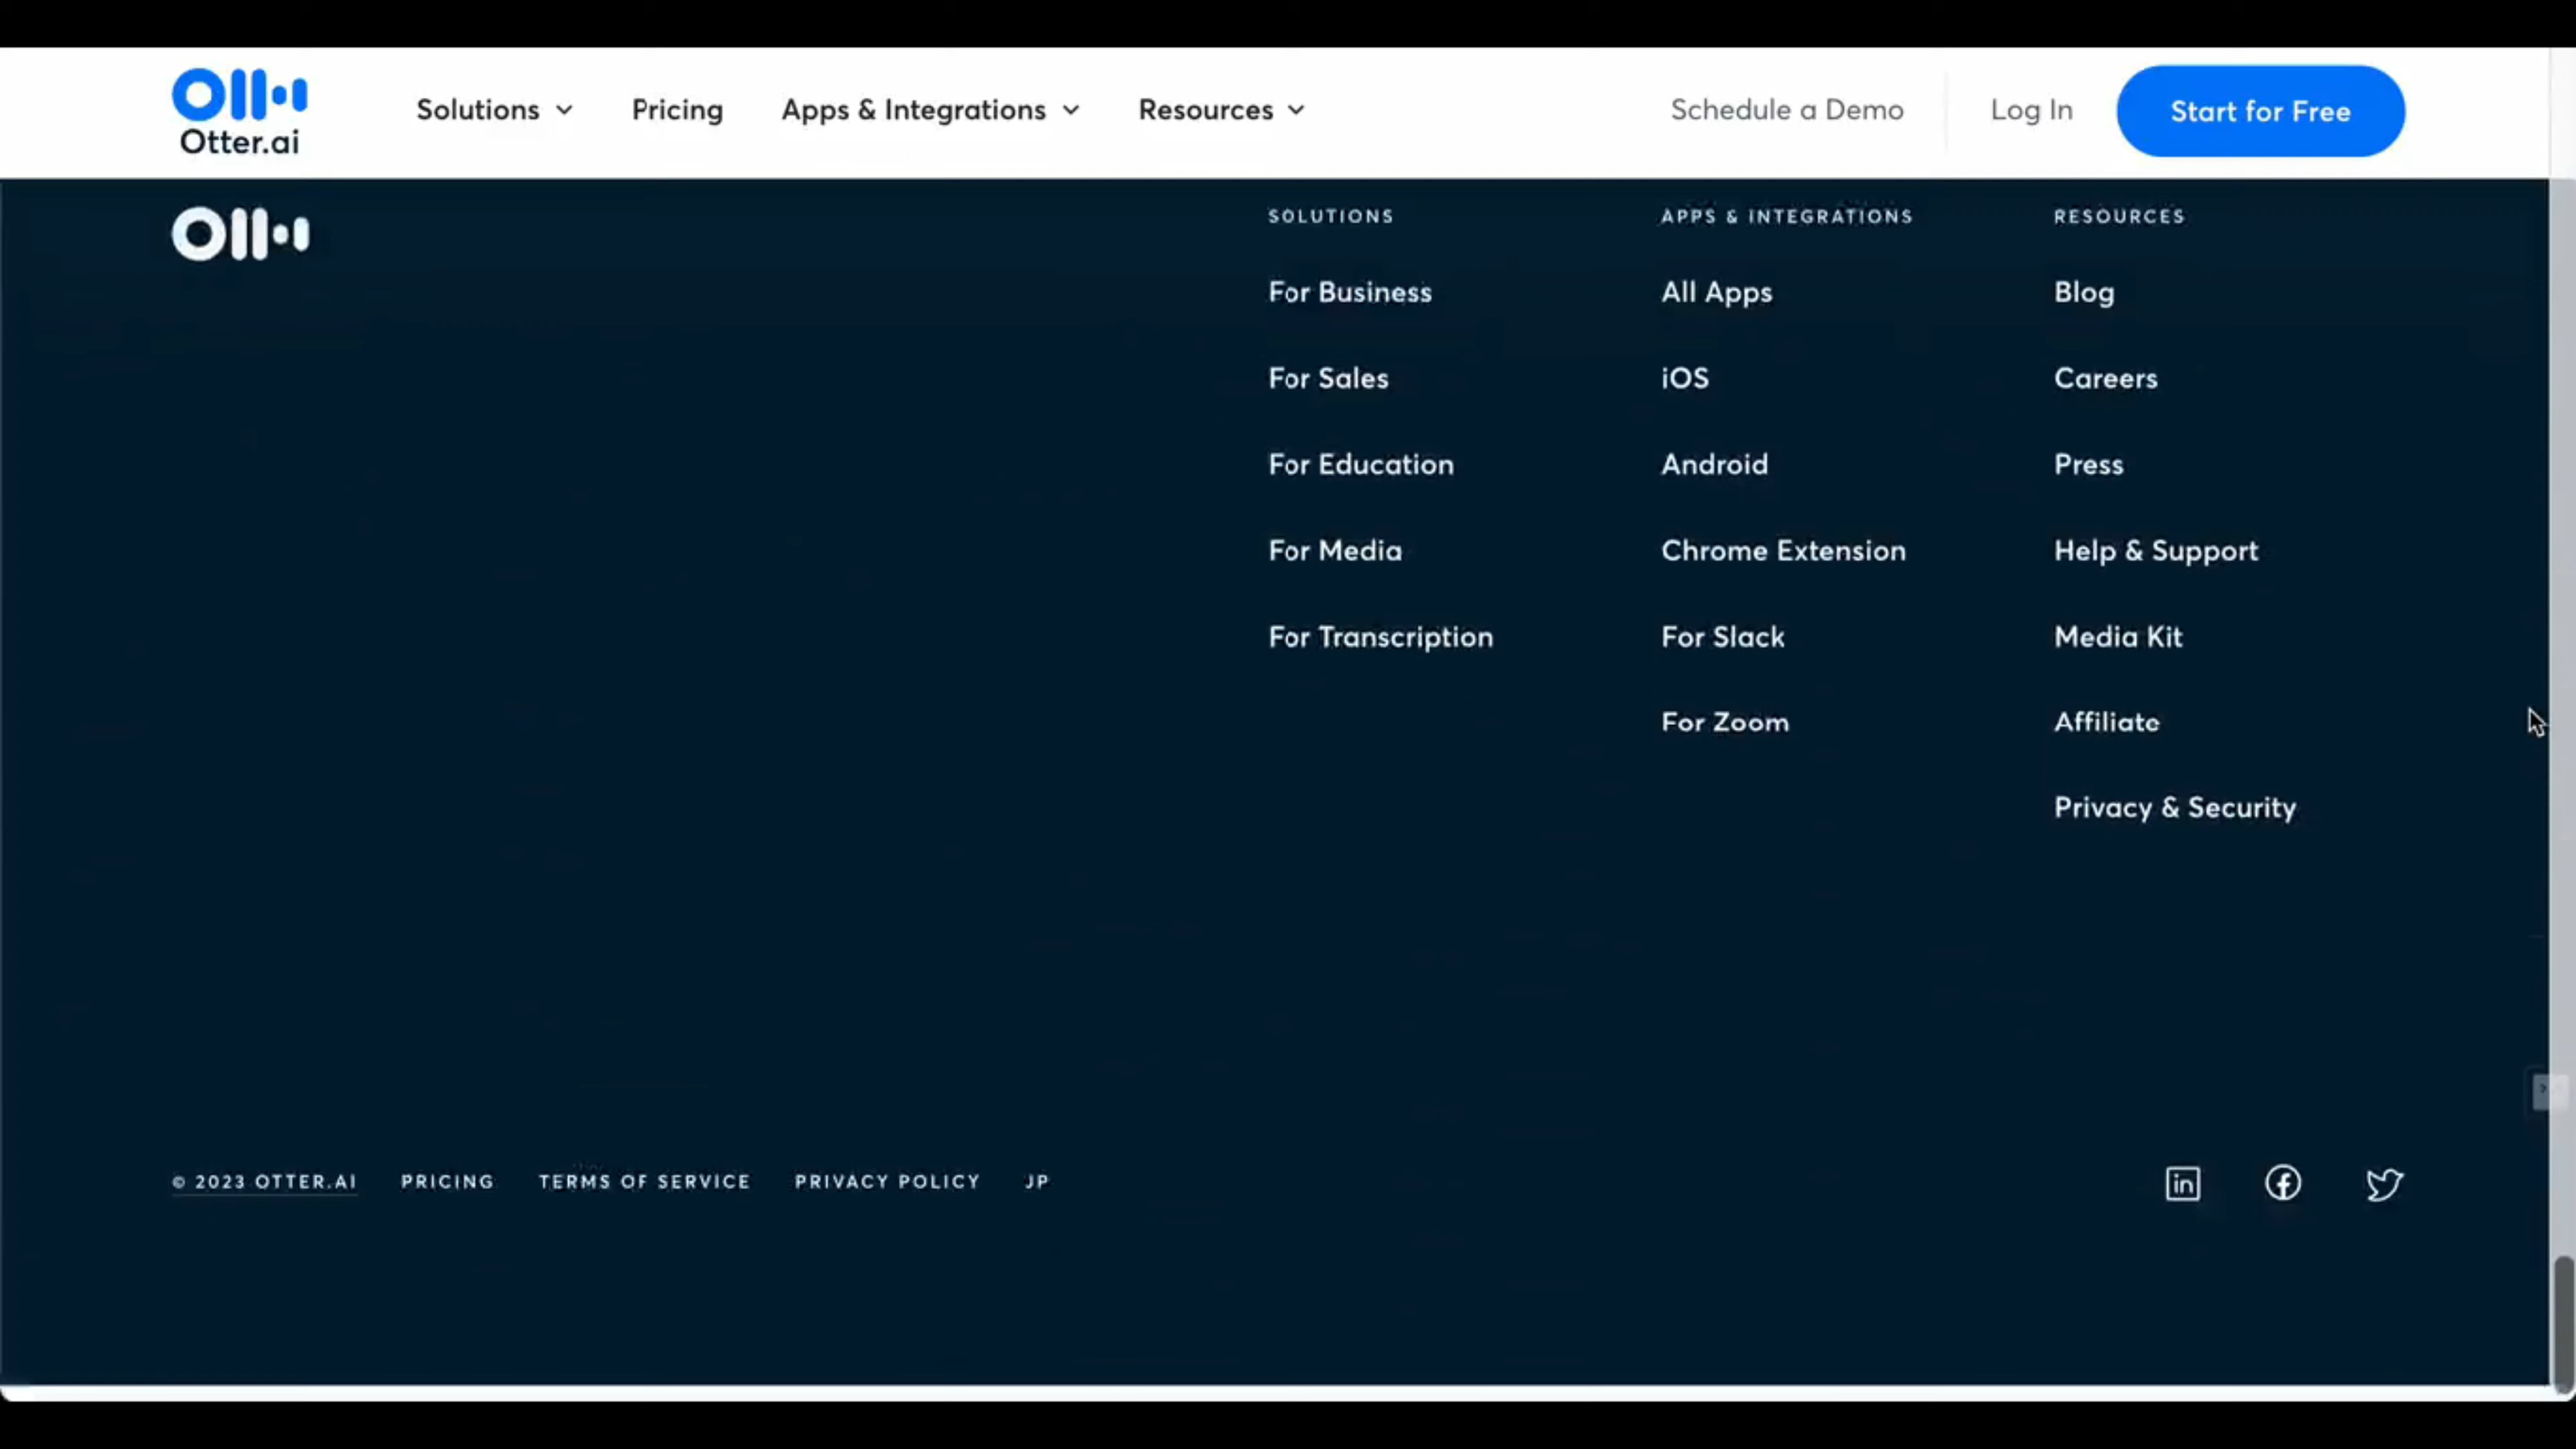 Otter.ai
Solutions
Pricing
Apps & Integrations
Resources
Schedule a Demo
Log In
Start for Free
SOLUTIONS
For Business
For Sales
For Education
For Media
For Transcription
APPS & INTEGRATIONS
All Apps
iOS
Android
Chrome Extension
For Slack
For Zoom
RESOURCES
Blog
Careers
Press
Help & Support
Media Kit
Affiliate
Privacy & Security
© 2023 OTTER.AI
PRICING
TERMS OF SERVICE
PRIVACY POLICY
JP